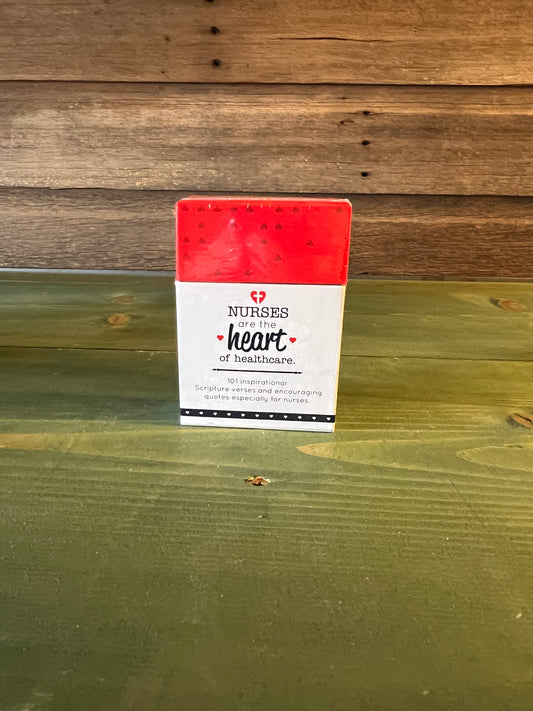 NURSES
are the
heart
of healthcare.
101 inspirational
Scripture verses and encouraging
quotes especially for nurses.